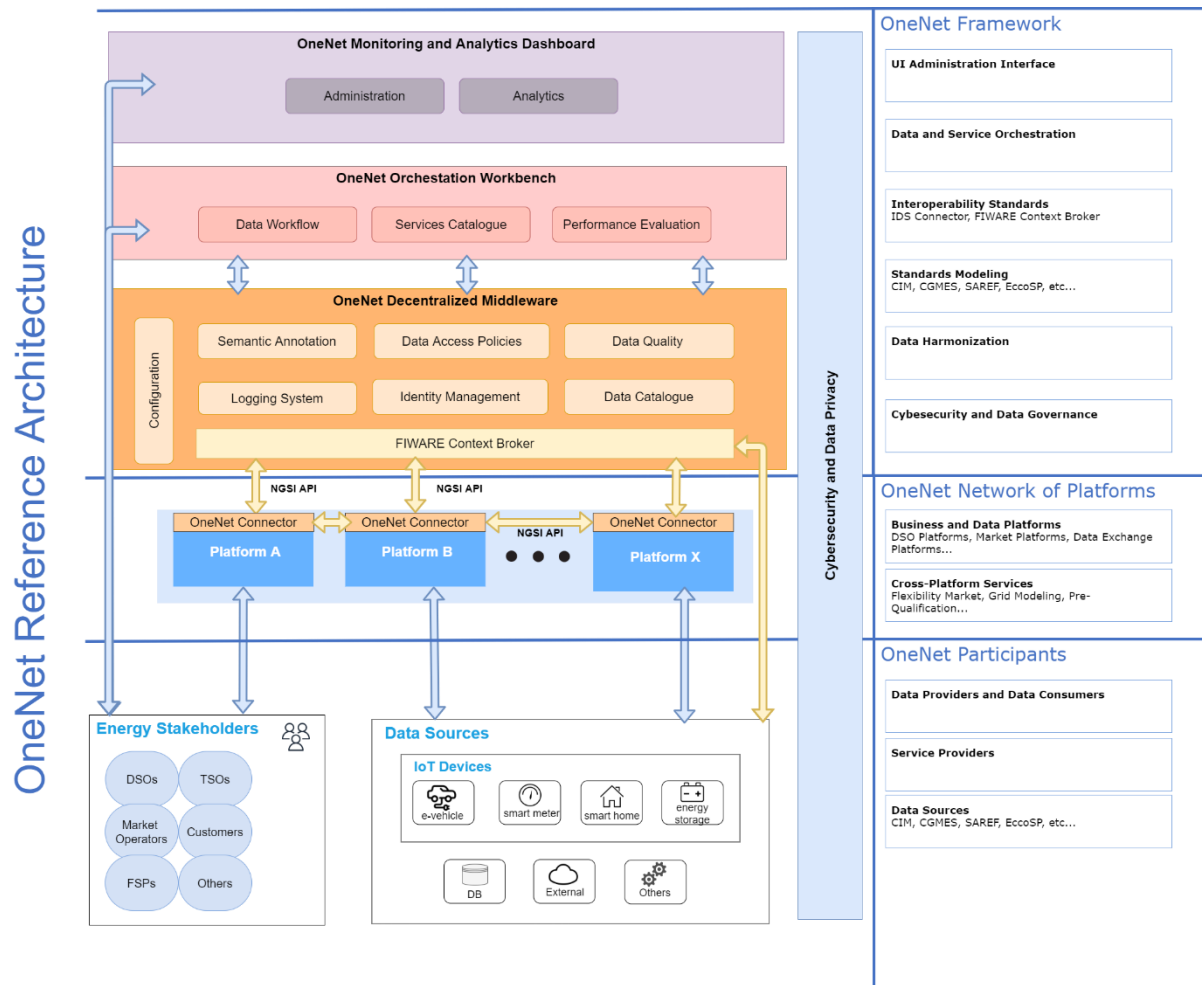 OneNet Reference Architecture
OneNet Monitoring and Analytics Dashboard
Administration
Analytics
OneNet Orchestation Workbench
Data Workflow
Services Catalogue
Performance Evaluation
OneNet Decentralized Middleware
Configuration
Semantic Annotation
Data Access Policies
Data Quality
Logging System
Identity Management
Data Catalogue
FIWARE Context Broker
NGSI API
NGSI API
OneNet Connector
OneNet Connector
OneNet Connector
NGSI API
Platform A
Platform B
Platform X
Energy Stakeholders
DSOs
TSOs
Market
Operators
Customers
FSPs
Others
Data Sources
IoT Devices
e-vehicle
smart meter
smart home
energy
storage
DB
External
Others
Cybersecurity and Data Privacy
OneNet Framework
UI Administration Interface
Data and Service Orchestration
Interoperability Standards
IDS Connector, FIWARE Context Broker
Standards Modeling
CIM, CGMES, SAREF, EccoSP, etc...
Data Harmonization
Cybesecurity and Data Governance
OneNet Network of Platforms
Business and Data Platforms
DSO Platforms, Market Platforms, Data Exchange
Platforms...
Cross-Platform Services
Flexibility Market, Grid Modeling, Pre-
Qualification...
OneNet Participants
Data Providers and Data Consumers
Service Providers
Data Sources
CIM, CGMES, SAREF, EccoSP, etc...